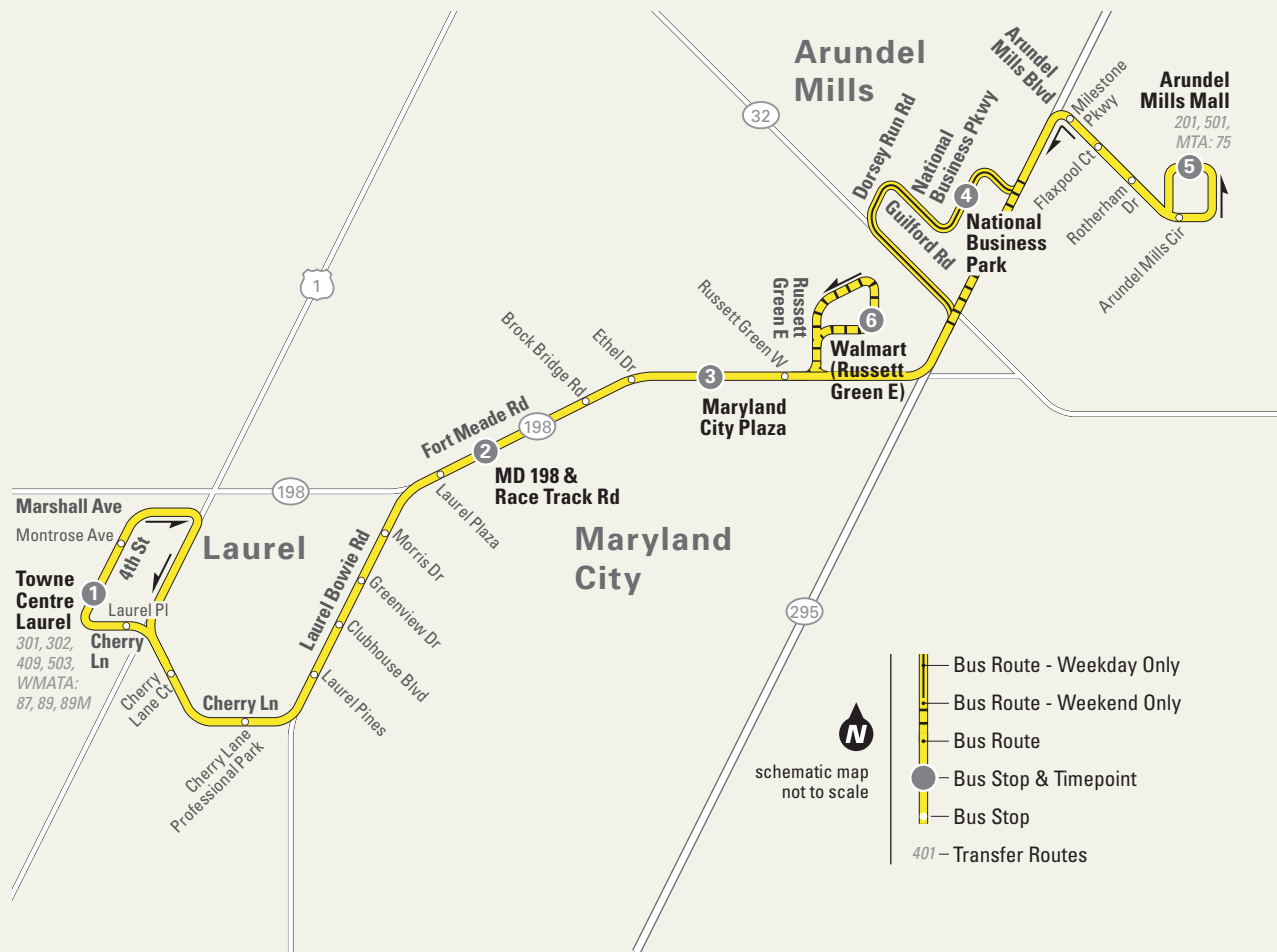 Arundel
Mills
32
Arundel
Mills Blvd
Milestone
Pkwy
Arundel
Mills Mall
201, 501,
MTA: 75
5
Flaxpool Ct
Rotherham
Dr
Arundel Mills Cir
Dorsey Run Rd
National
Business Pkwy
4
Guilford Rd
National
Business
Park
1
Russett
Green E
6
Walmart
(Russett
Green E)
Russett Green W
Ethel Dr
Brock Bridge Rd
3
Maryland
City Plaza
Fort Meade Rd
198
2
MD 198 &
Race Track Rd
Laurel Plaza
198
Marshall Ave
Montrose Ave
4th St
Laurel
Maryland
City
Towne
Centre
Laurel
1
Laurel Pl
301, 302,
409, 503,
WMATA:
87, 89, 89M
Cherry
Ln
Cherry
Lane Ct
Cherry Ln
Cherry Lane
Professional Park
Laurel Bowie Rd
Morris Dr
Greenview Dr
Clubhouse Blvd
Laurel Pines
295
N
schematic map
not to scale
Bus Route - Weekday Only
Bus Route - Weekend Only
Bus Route
Bus Stop & Timepoint
Bus Stop
401 Transfer Routes